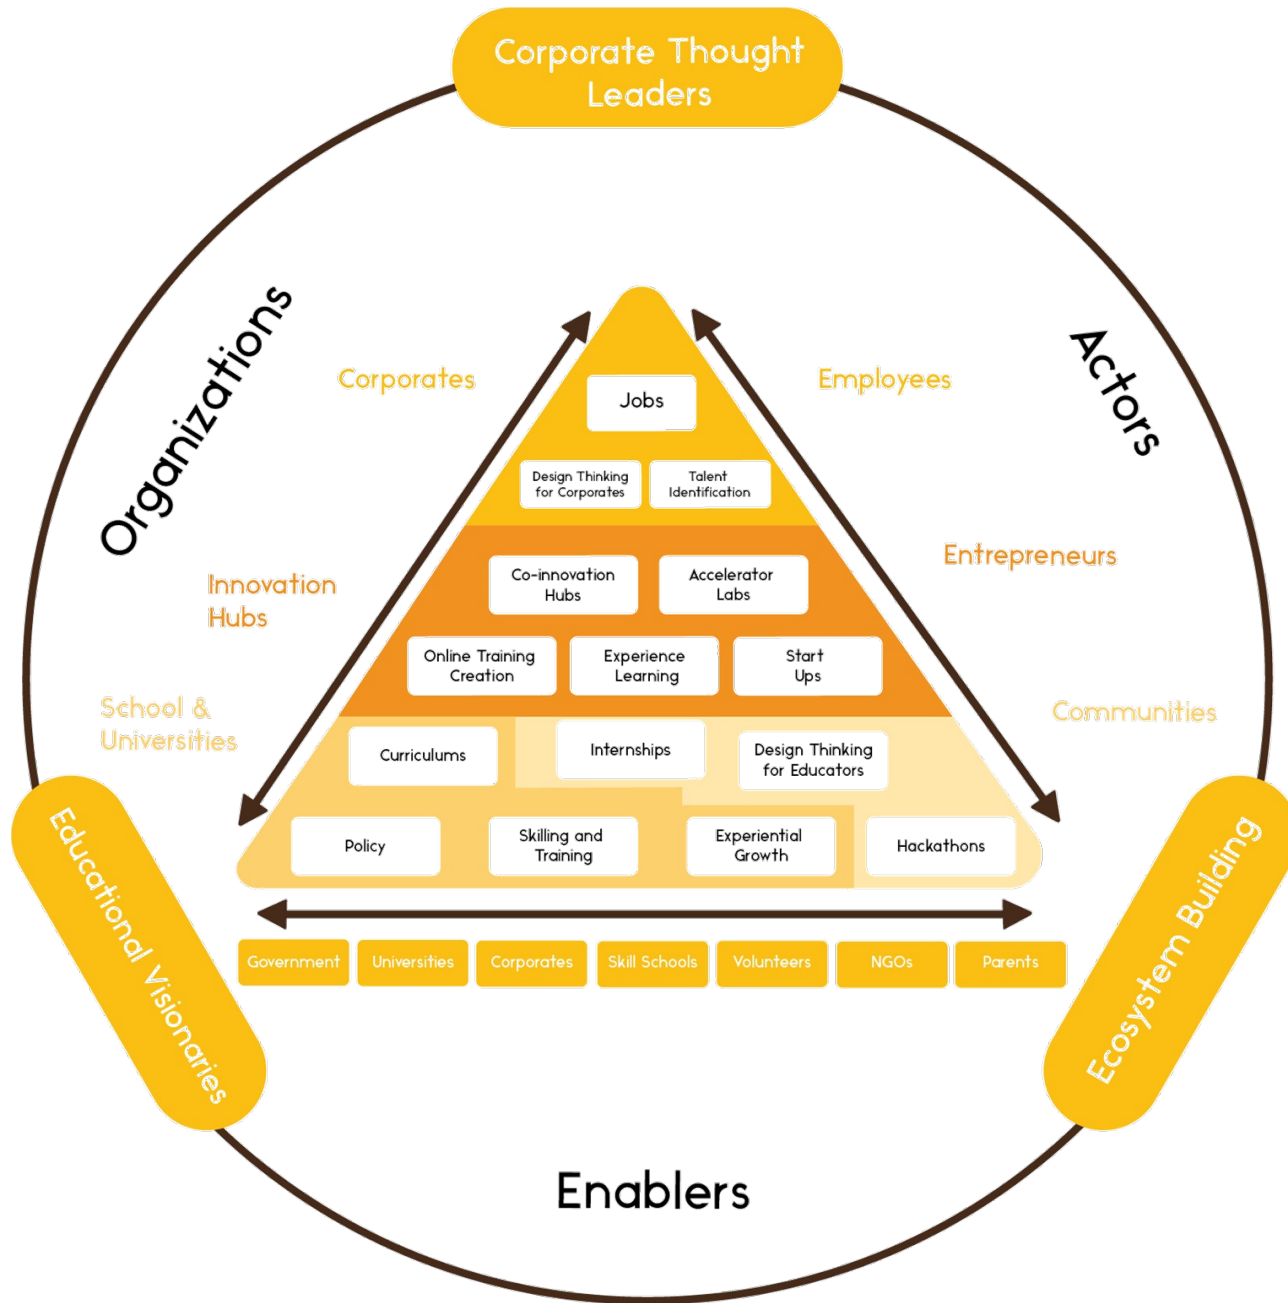 Corporate Thought
Leaders
Organizations
Actors
Corporates
Employees
Jobs
Design Thinking
for Corporates
Talent
Identification
Innovation
Hubs
Entrepreneurs
Co-innovation
Hubs
Accelerator
Labs
Online Training
Creation
Experience
Learning
Start
Ups
School &
Universities
Communities
Curriculums
Internships
Design Thinking
for Educators
Policy
Skilling and
Training
Experiential
Growth
Hackathons
Educational Visionaries
Ecosystem Building
Government
Universities
Corporates
Skill Schools
Volunteers
NGOs
Parents
Enablers